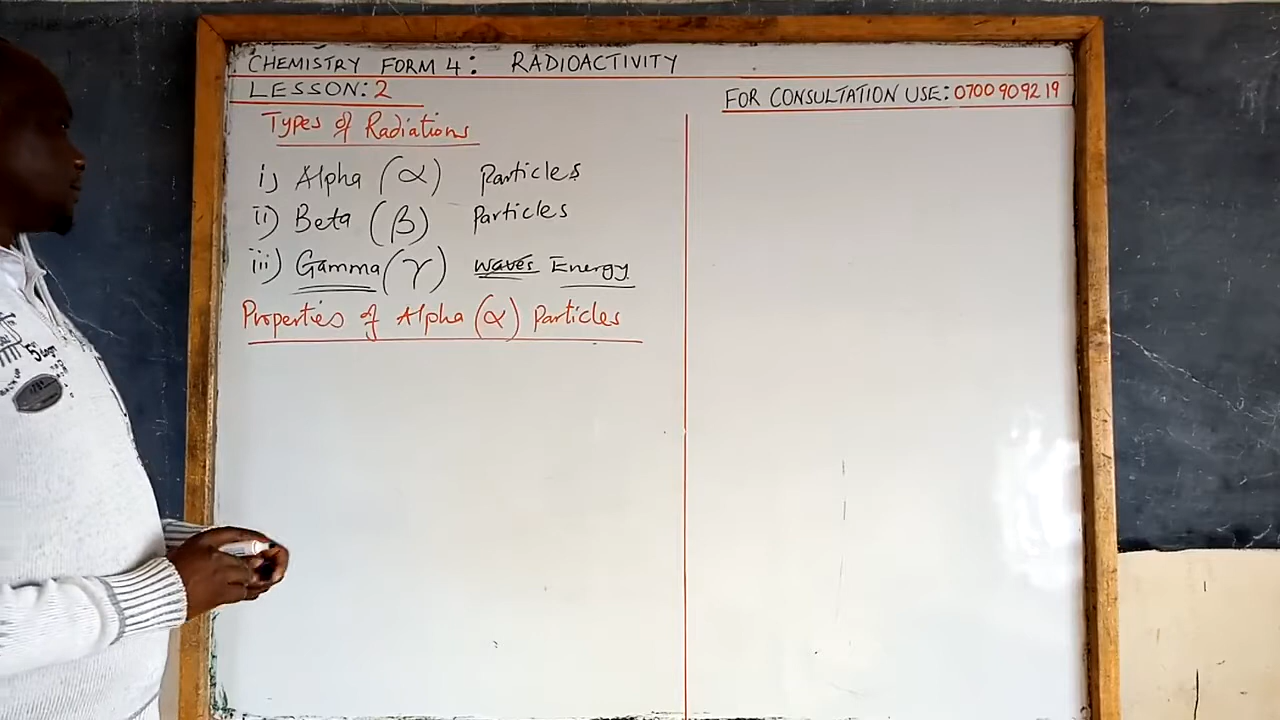 CHEMISTRY FORM 4: RADIOACTIVITY
LESSON: 2
FOR CONSULTATION USE: 0700 909219
Types of Radiations
i) Alpha (α) Particles
ii) Beta (β) Particles
iii) Gamma (γ) waves Energy
Properties of Alpha (α) Particles